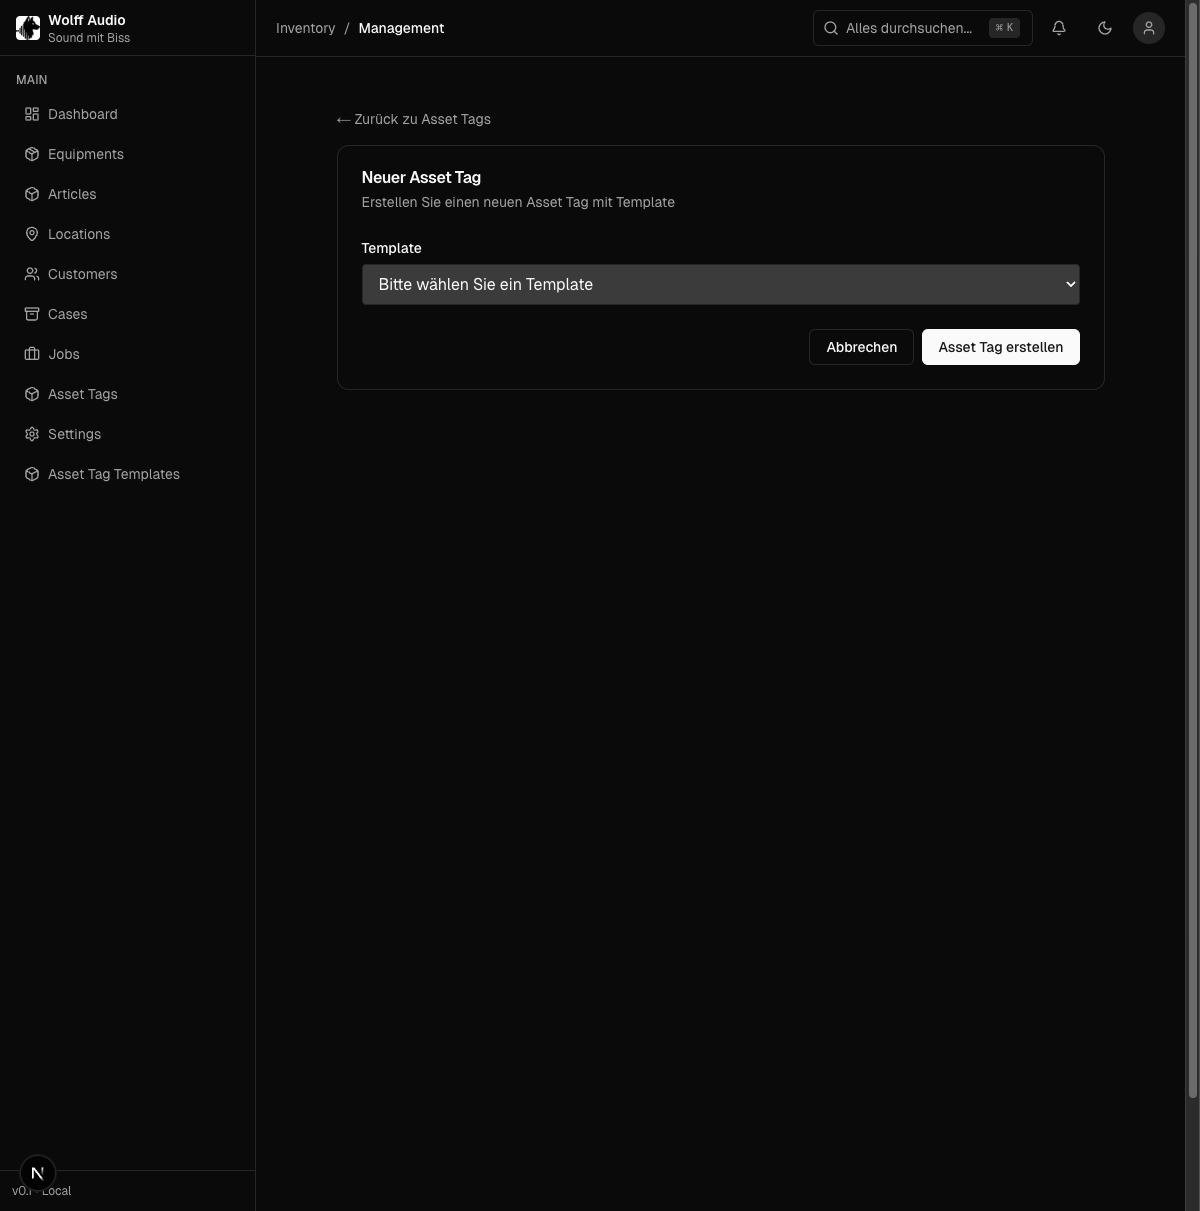 Wolff Audio
Sound mit Biss
Inventory / Management
Alles durchsuchen...
⌘ K
MAIN
Dashboard
Equipments
Articles
Locations
Customers
Cases
Jobs
Asset Tags
Settings
Asset Tag Templates
← Zurück zu Asset Tags
Neuer Asset Tag
Erstellen Sie einen neuen Asset Tag mit Template
Template
Bitte wählen Sie ein Template
Abbrechen
Asset Tag erstellen
N
Local